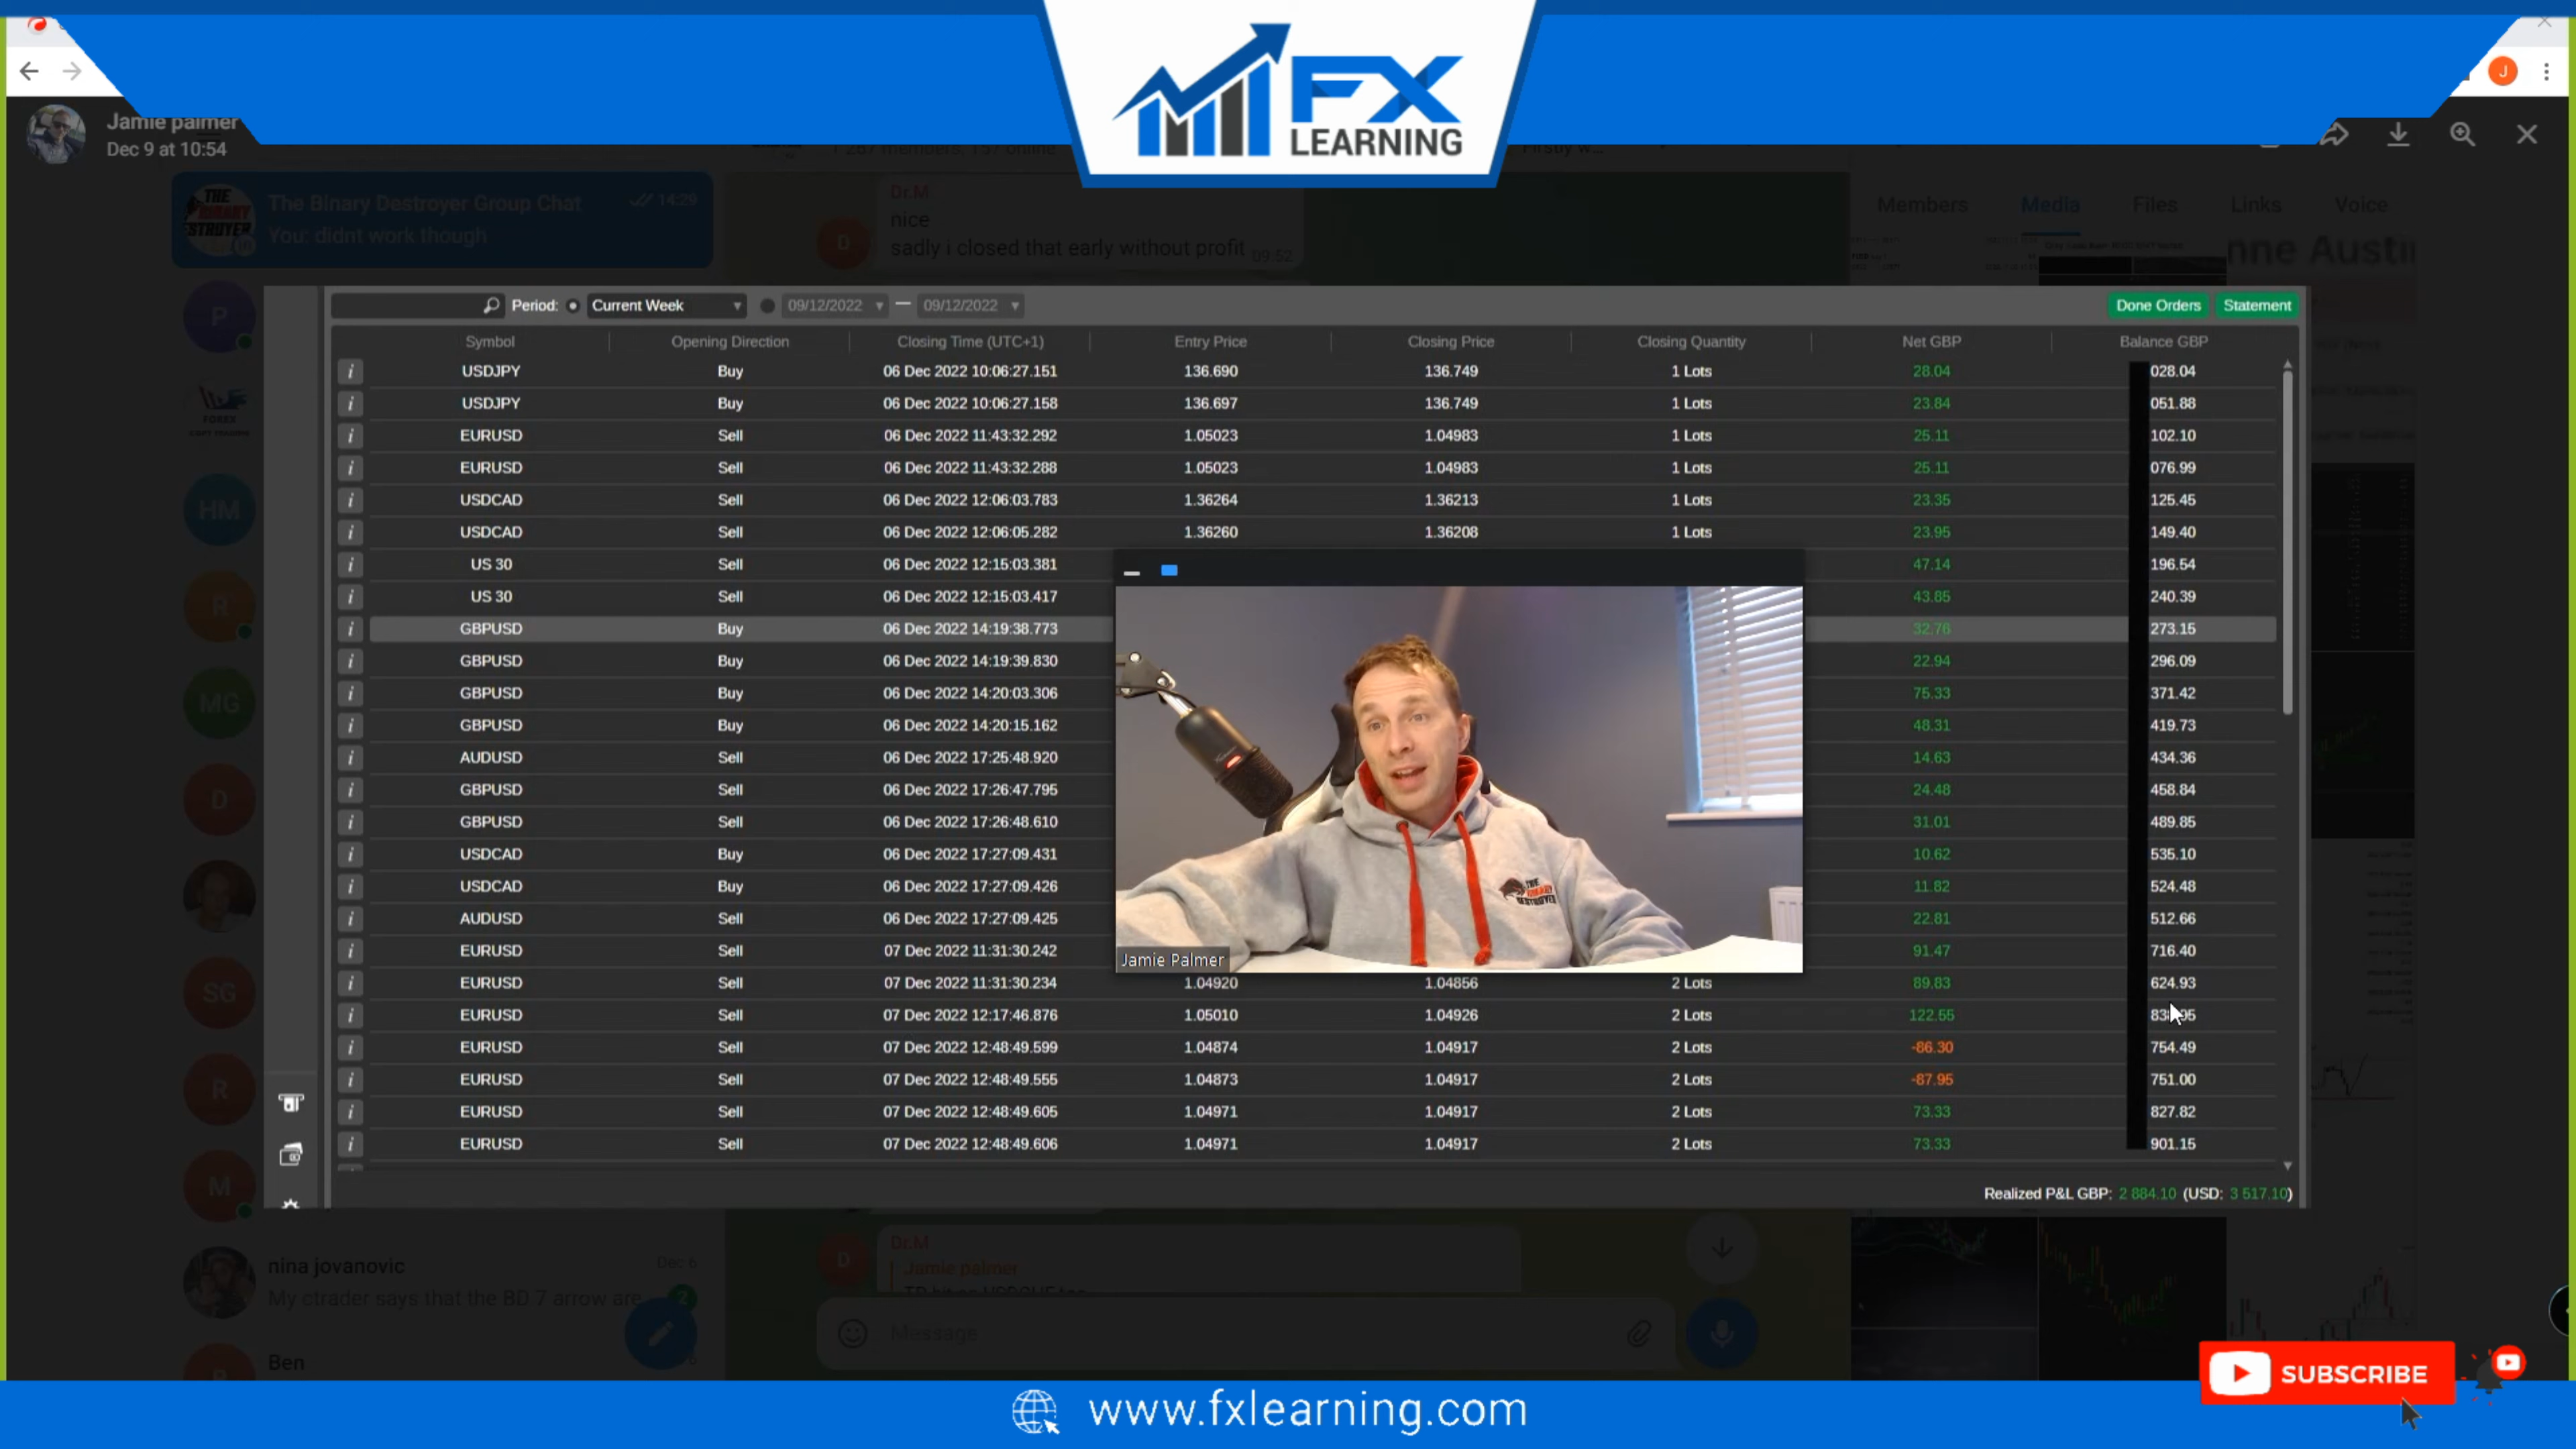 FX
LEARNING
J
Jamie palmer
Dec 9 at 10:54
The Binary Destroyer Group Chat
14:29
You: didnt work though
Dr.M
nice
sadly i closed that early without profit 09:52
Members Media Files Links Voice
Period: Current Week 09/12/2022 — 09/12/2022 Done Orders Statement
Symbol Opening Direction Closing Time (UTC+1) Entry Price Closing Price Closing Quantity Net GBP Balance GBP
USDJPY Buy 06 Dec 2022 10:06:27.151 136.690 136.749 1 Lots 28.04 028.04
USDJPY Buy 06 Dec 2022 10:06:27.158 136.697 136.749 1 Lots 23.84 051.88
EURUSD Sell 06 Dec 2022 11:43:32.292 1.05023 1.04983 1 Lots 25.11 102.10
EURUSD Sell 06 Dec 2022 11:43:32.288 1.05023 1.04983 1 Lots 25.11 076.99
USDCAD Sell 06 Dec 2022 12:06:03.783 1.36264 1.36213 1 Lots 23.35 125.45
USDCAD Sell 06 Dec 2022 12:06:05.282 1.36260 1.36208 1 Lots 23.95 149.40
US 30 Sell 06 Dec 2022 12:15:03.381 47.14 196.54
US 30 Sell 06 Dec 2022 12:15:03.417 43.85 240.39
GBPUSD Buy 06 Dec 2022 14:19:38.773 32.76 273.15
GBPUSD Buy 06 Dec 2022 14:19:39.830 22.94 296.09
GBPUSD Buy 06 Dec 2022 14:20:03.306 75.33 371.42
GBPUSD Buy 06 Dec 2022 14:20:15.162 48.31 419.73
AUDUSD Sell 06 Dec 2022 17:25:48.920 14.63 434.36
GBPUSD Sell 06 Dec 2022 17:26:47.795 24.48 458.84
GBPUSD Sell 06 Dec 2022 17:26:48.610 31.01 489.85
USDCAD Buy 06 Dec 2022 17:27:09.431 10.62 535.10
USDCAD Buy 06 Dec 2022 17:27:09.426 11.82 524.48
AUDUSD Sell 06 Dec 2022 17:27:09.425 22.81 512.66
EURUSD Sell 07 Dec 2022 11:31:30.242 91.47 716.40
EURUSD Sell 07 Dec 2022 11:31:30.234 1.04920 1.04856 2 Lots 89.83 624.93
EURUSD Sell 07 Dec 2022 12:17:46.876 1.05010 1.04926 2 Lots 122.55
EURUSD Sell 07 Dec 2022 12:48:49.599 1.04874 1.04917 2 Lots -86.30 754.49
EURUSD Sell 07 Dec 2022 12:48:49.555 1.04873 1.04917 2 Lots -87.95 751.00
EURUSD Sell 07 Dec 2022 12:48:49.605 1.04971 1.04917 2 Lots 73.33 827.82
EURUSD Sell 07 Dec 2022 12:48:49.606 1.04971 1.04917 2 Lots 73.33 901.15
Realized P&L GBP: 2 884.10 (USD: 3 517.10)
THE BINARY DESTROYER
Jamie Palmer
P
HM
R
MG
D
SG
R
M
nina jovanovic Dec 6
My ctrader says that the BD 7 arrow are 2
Ben
Dr.M
Jamie palmer
Message
SUBSCRIBE
www.fxlearning.com